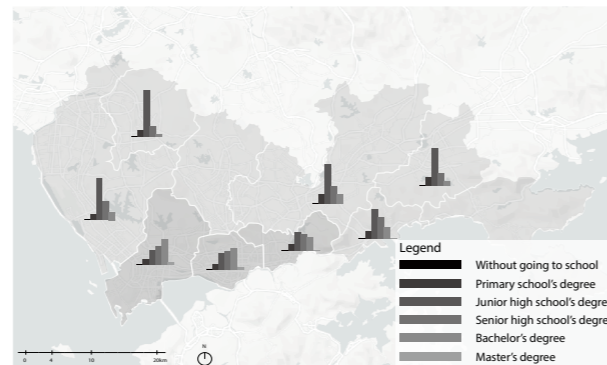 Legend
Without going to school
Primary school's degree
Junior high school's degre
Senior high school's degre
Bachelor's degree
Master's degree
N
0 4 10 20km